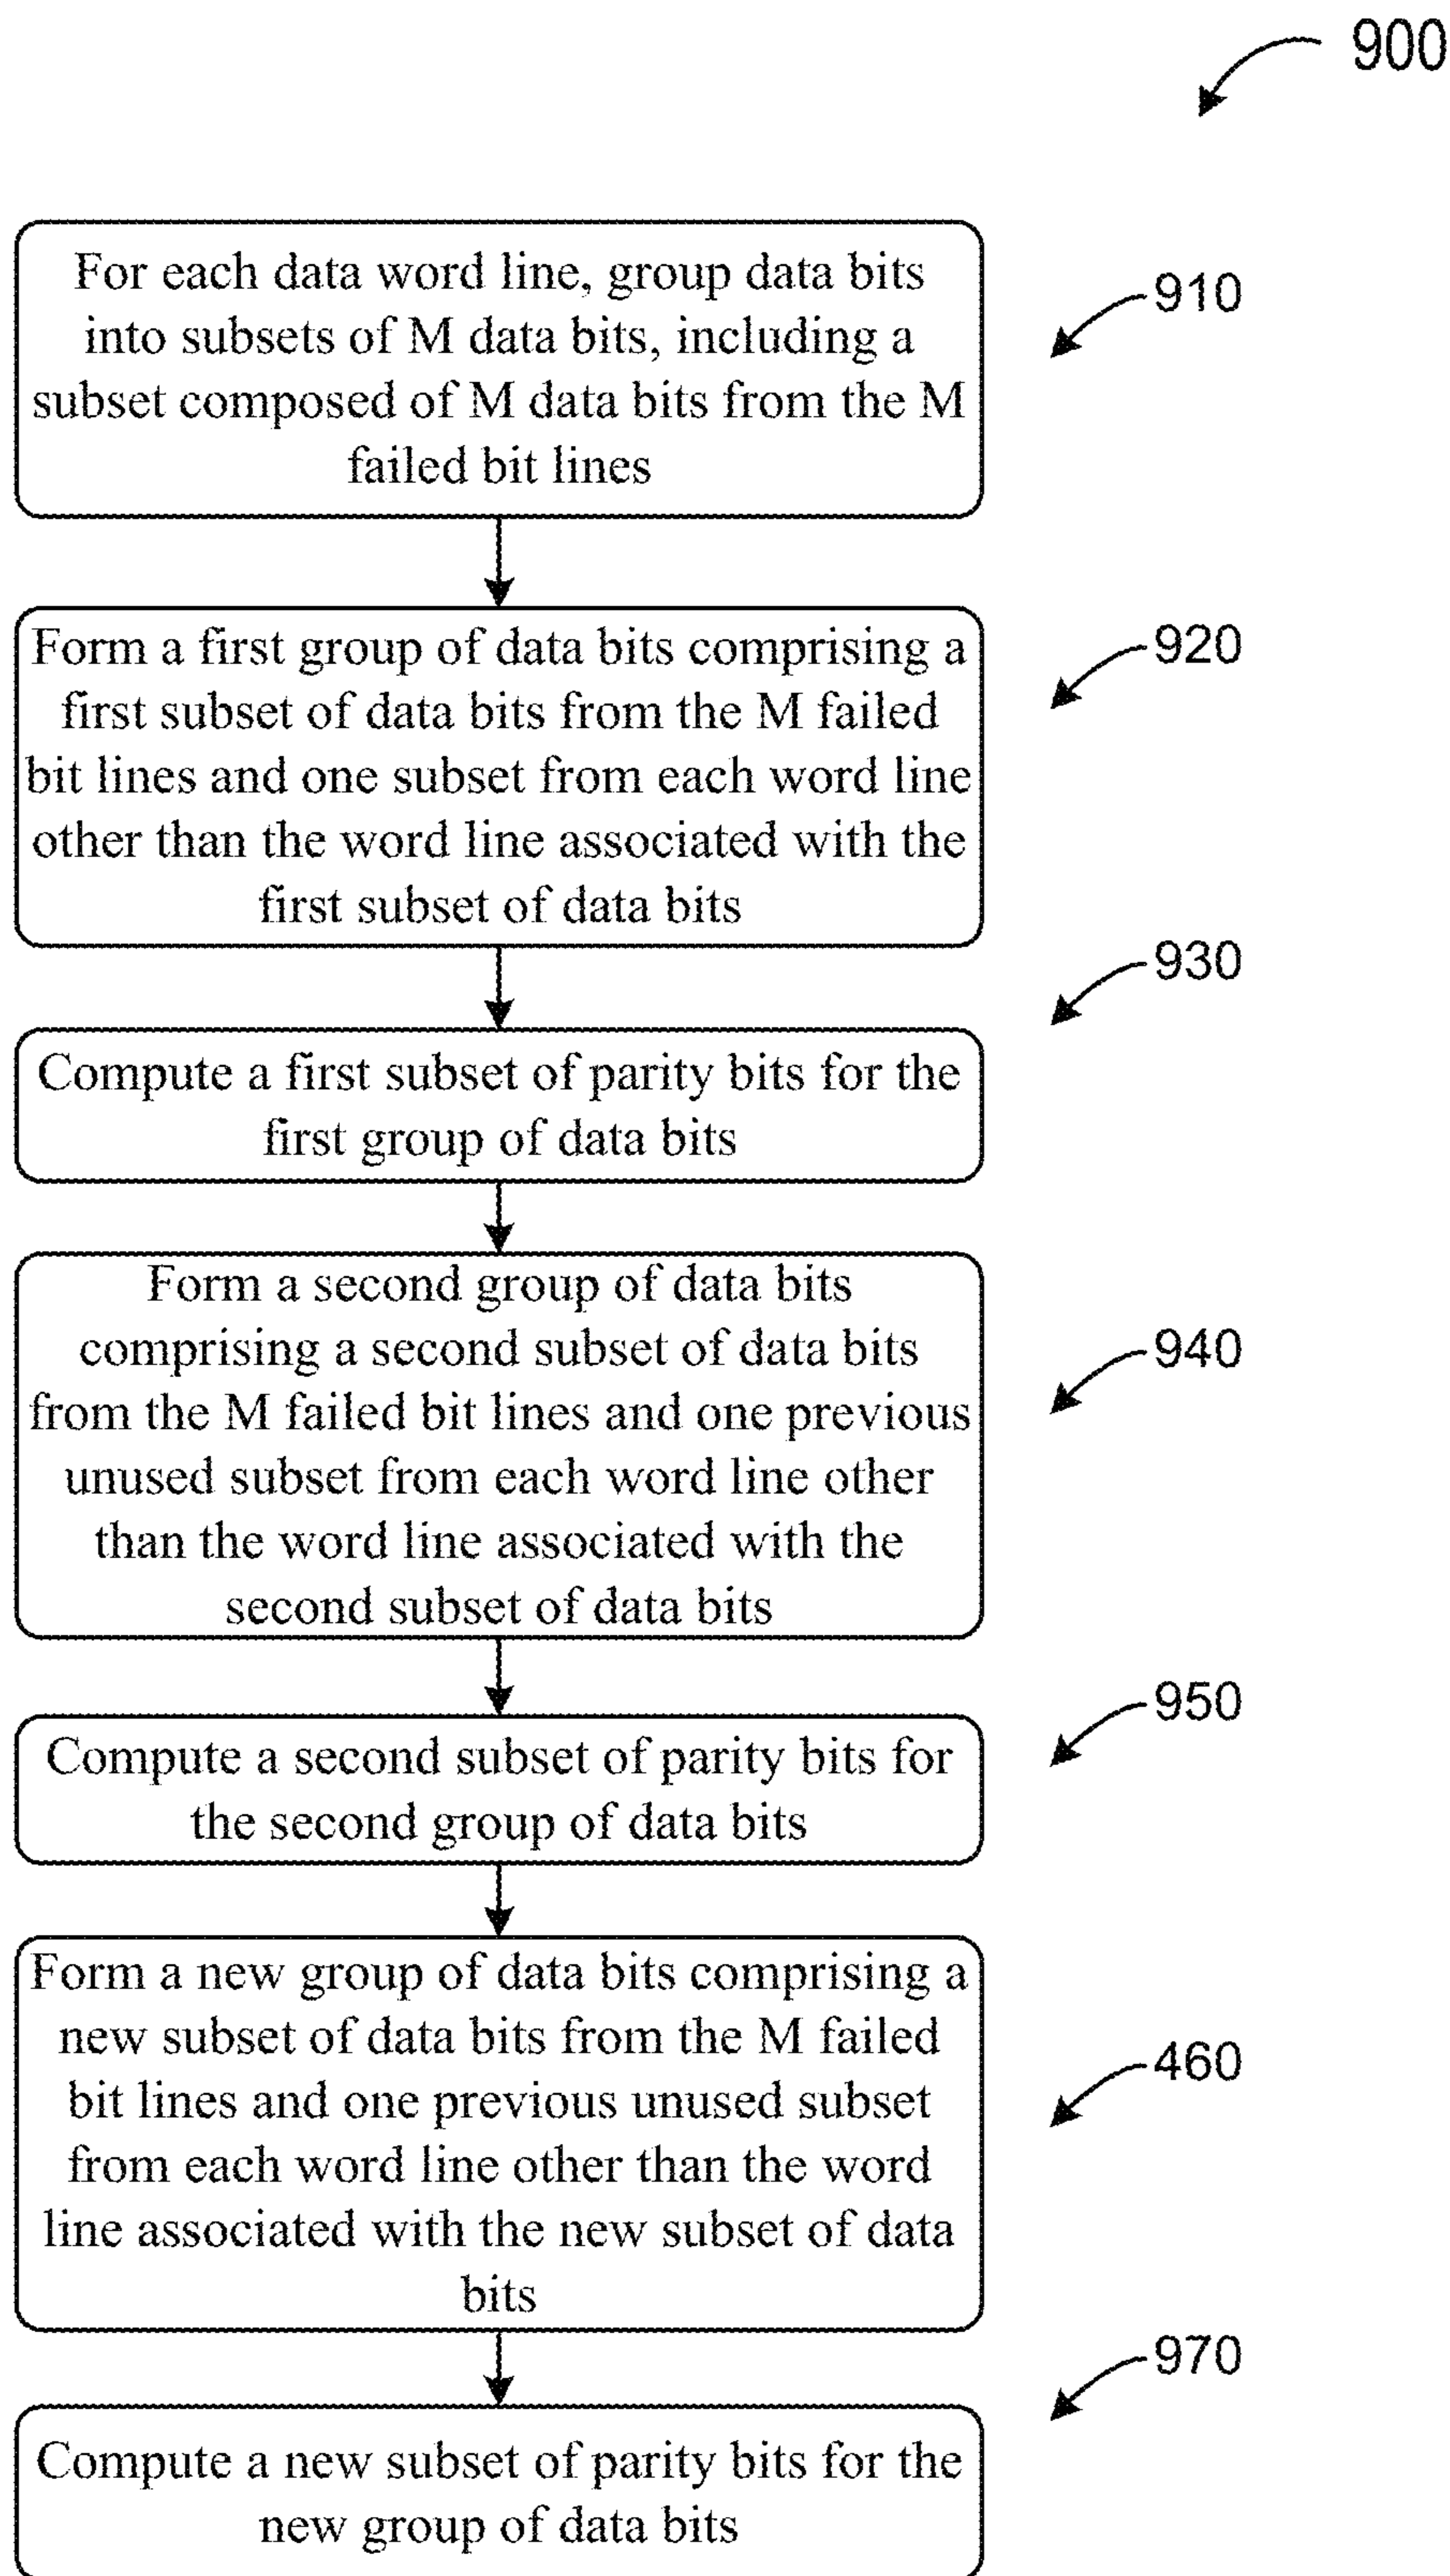 900
For each data word line, group data bits
into subsets of M data bits, including a
subset composed of M data bits from the M
failed bit lines
910
Form a first group of data bits comprising a
first subset of data bits from the M failed
bit lines and one subset from each word line
other than the word line associated with the
first subset of data bits
920
930
Compute a first subset of parity bits for the
first group of data bits
Form a second group of data bits
comprising a second subset of data bits
from the M failed bit lines and one previous
unused subset from each word line other
than the word line associated with the
second subset of data bits
940
950
Compute a second subset of parity bits for
the second group of data bits
Form a new group of data bits comprising a
new subset of data bits from the M failed
bit lines and one previous unused subset
from each word line other than the word
line associated with the new subset of data
bits
460
970
Compute a new subset of parity bits for the
new group of data bits